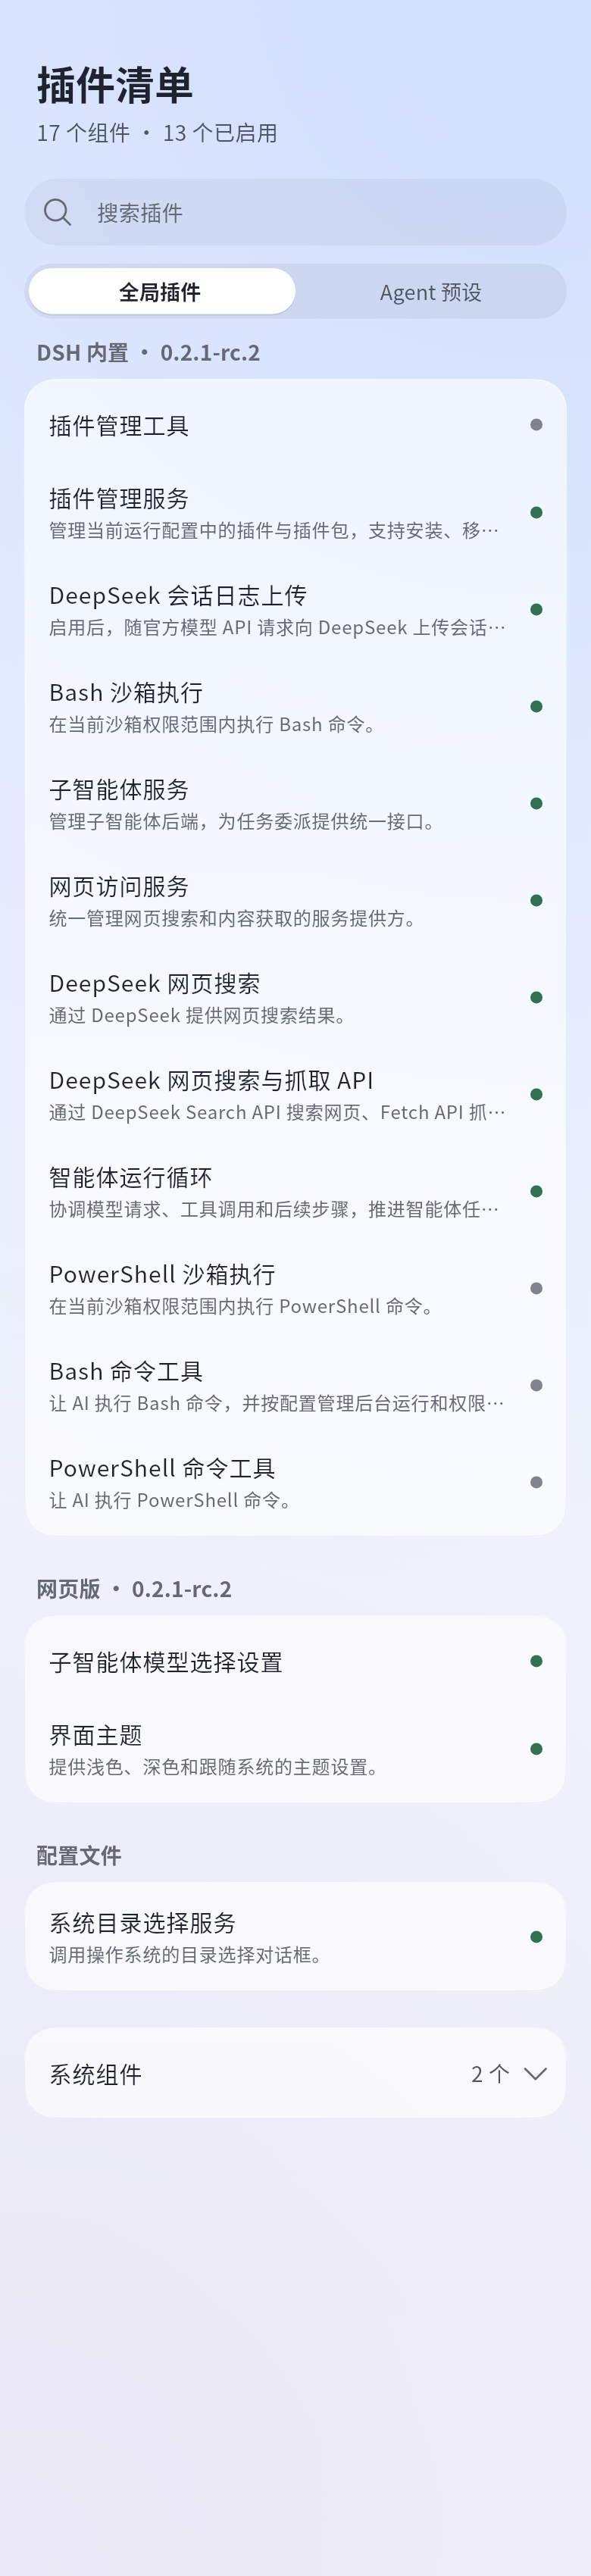 插件清单
17 个组件 · 13 个已启用
搜索插件
全局插件
Agent 预设
DSH 内置 · 0.2.1-rc.2
插件管理工具
插件管理服务
管理当前运行配置中的插件与插件包，支持安装、移…
DeepSeek 会话日志上传
启用后，随官方模型 API 请求向 DeepSeek 上传会话…
Bash 沙箱执行
在当前沙箱权限范围内执行 Bash 命令。
子智能体服务
管理子智能体后端，为任务委派提供统一接口。
网页访问服务
统一管理网页搜索和内容获取的服务提供方。
DeepSeek 网页搜索
通过 DeepSeek 提供网页搜索结果。
DeepSeek 网页搜索与抓取 API
通过 DeepSeek Search API 搜索网页、Fetch API 抓…
智能体运行循环
协调模型请求、工具调用和后续步骤，推进智能体任…
PowerShell 沙箱执行
在当前沙箱权限范围内执行 PowerShell 命令。
Bash 命令工具
让 AI 执行 Bash 命令，并按配置管理后台运行和权限…
PowerShell 命令工具
让 AI 执行 PowerShell 命令。
网页版 · 0.2.1-rc.2
子智能体模型选择设置
界面主题
提供浅色、深色和跟随系统的主题设置。
配置文件
系统目录选择服务
调用操作系统的目录选择对话框。
系统组件
2 个